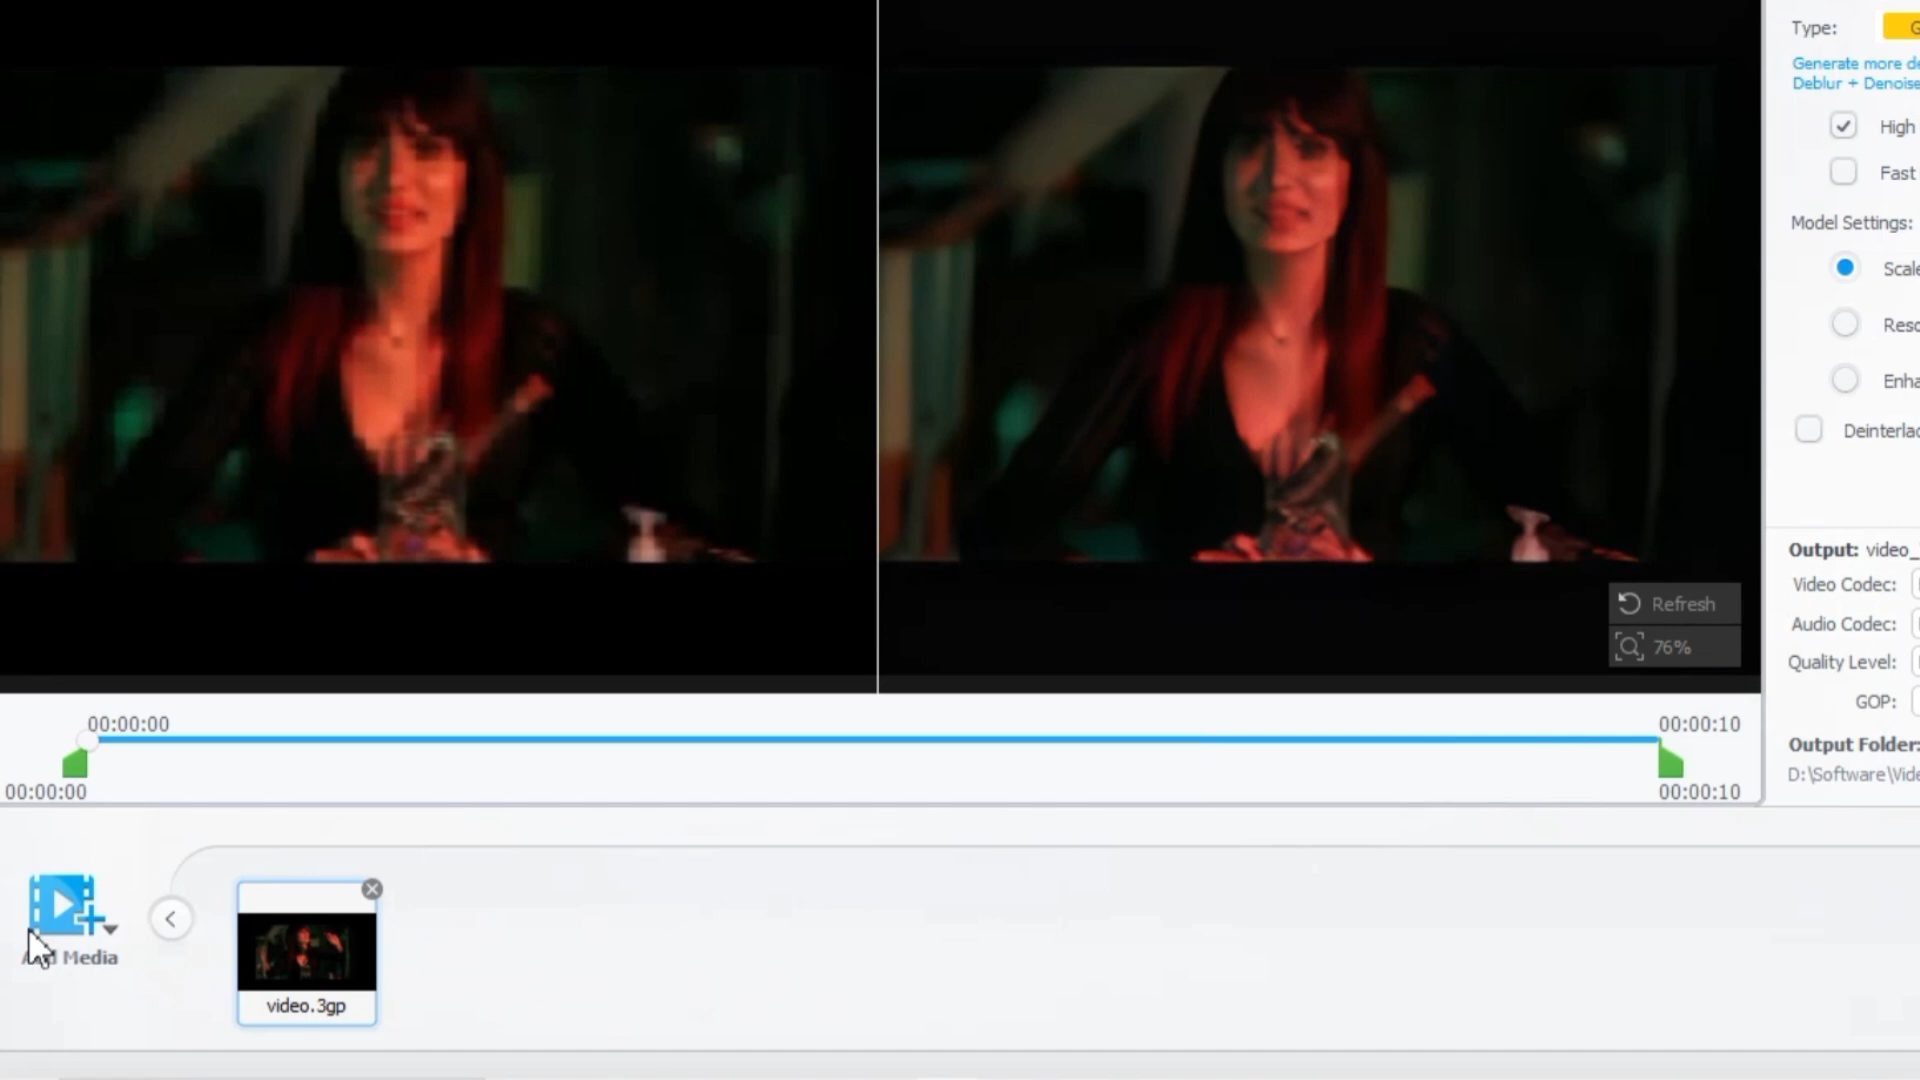 Type:
G
Generate more de
Deblur + Denoise
High
Fast
Model Settings:
Scale
Reso
Enha
Deinterlac
Refresh
76%
Output: video_
Video Codec:
Audio Codec:
Quality Level:
GOP:
Output Folder:
D:\Software\Vide
00:00:00
00:00:10
00:00:00
00:00:10
Add Media
video.3gp